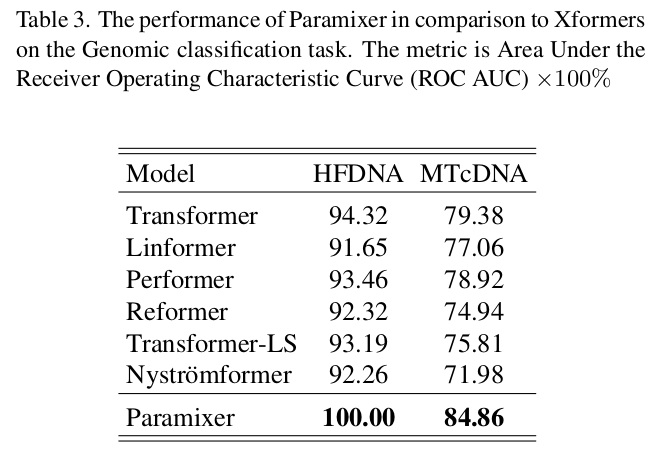 Table 3. The performance of Paramixer in comparison to Xformers
on the Genomic classification task. The metric is Area Under the
Receiver Operating Characteristic Curve (ROC AUC) ×100%
Model HFDNA MTcDNA
Transformer 94.32 79.38
Linformer 91.65 77.06
Performer 93.46 78.92
Reformer 92.32 74.94
Transformer-LS 93.19 75.81
Nyströmformer 92.26 71.98
Paramixer 100.00 84.86